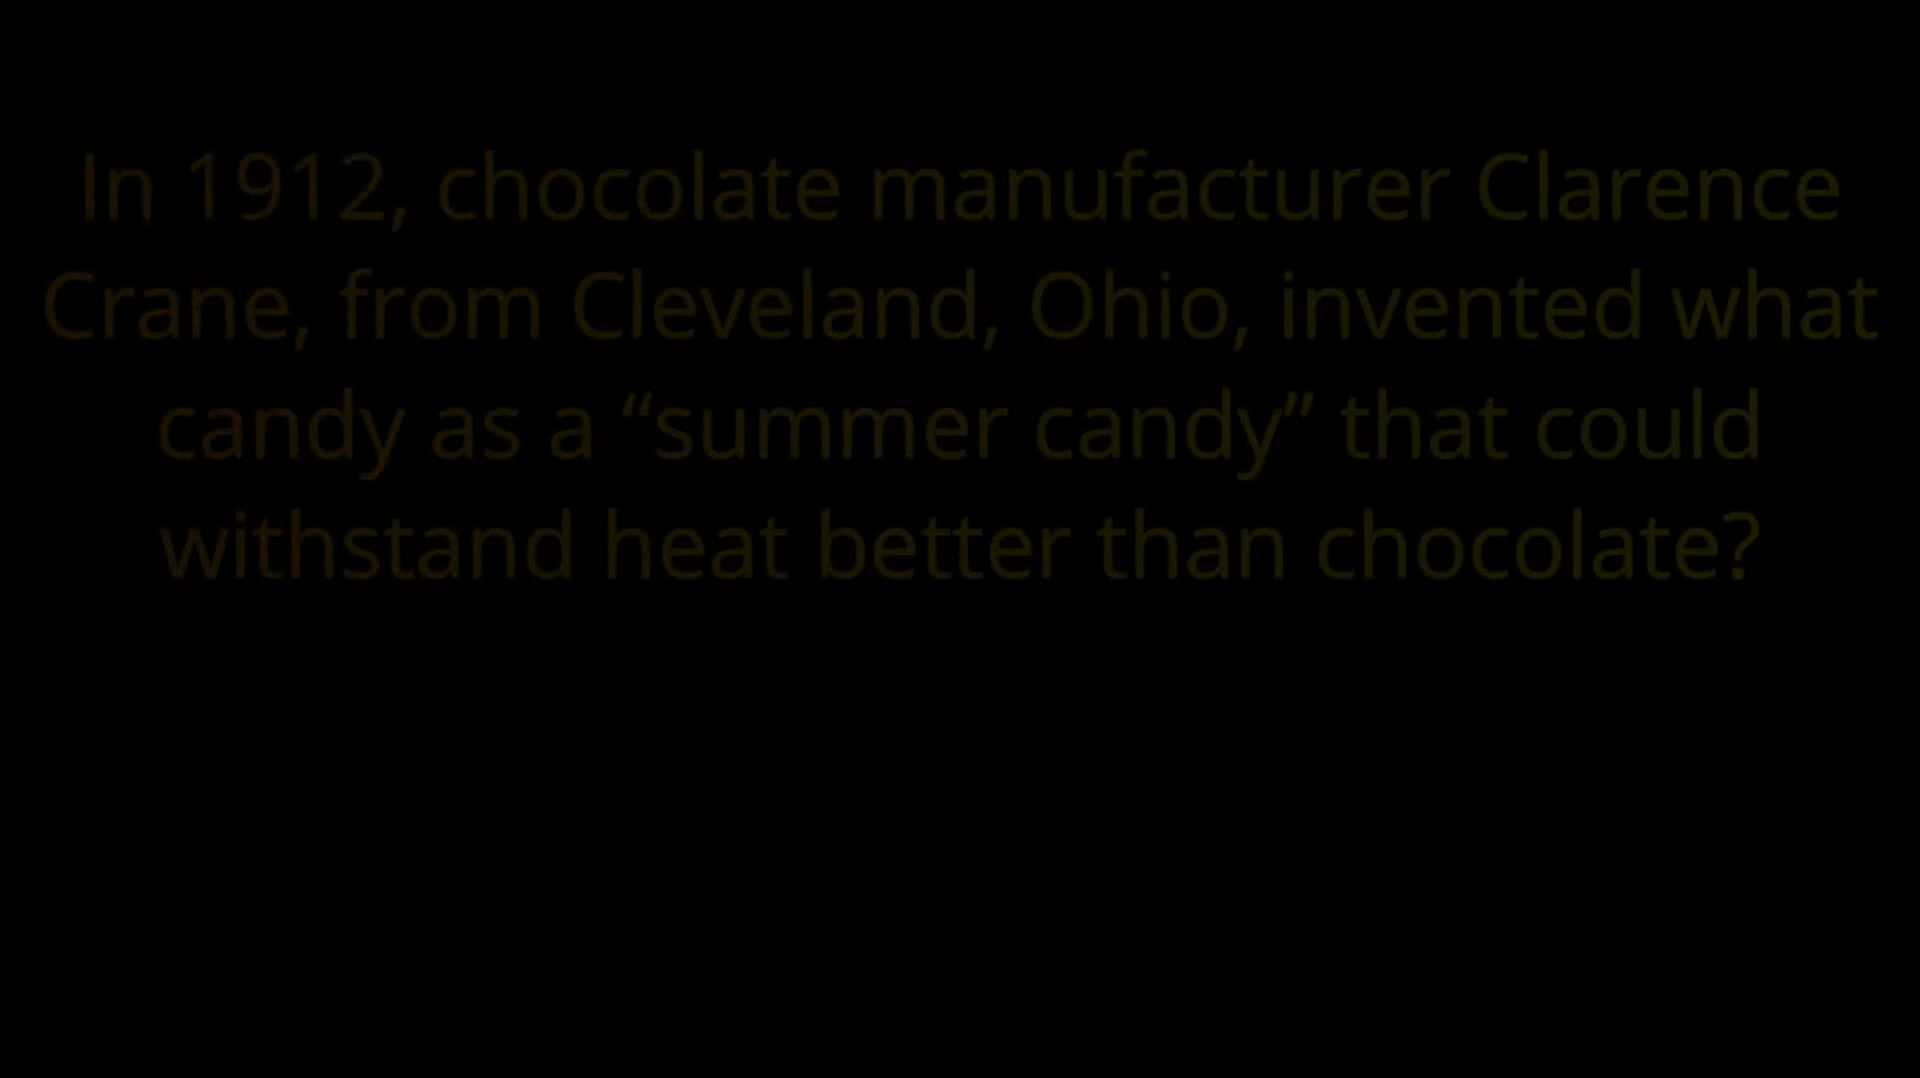 In 1912, chocolate manufacturer Clarence
Crane, from Cleveland, Ohio, invented what
candy as a “summer candy” that could
withstand heat better than chocolate?